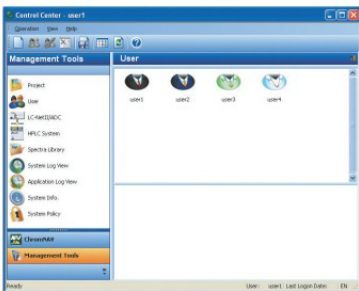 Control Center - user1
Operation View Help
Management Tools
User
Project
User
LC-NetII/ADC
HPLC System
Spectra Library
System Log View
Application Log View
System Info.
System Policy
user1 user2 user3 user4
ChromNAV
Management Tools
Ready
User: user1 Last Logon Date: EN